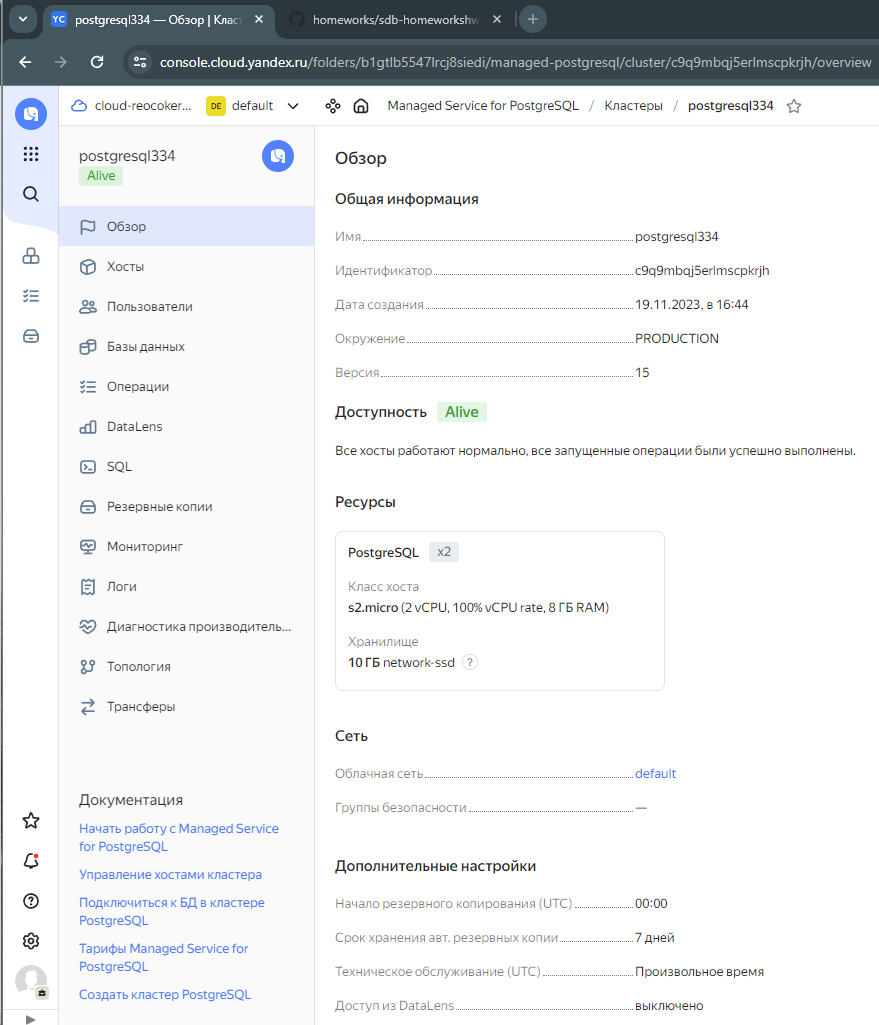 YC postgresql334 — Обзор | Клас
homeworks/sdb-homeworkshw
console.cloud.yandex.ru/folders/b1gtlb5547lrcj8siedi/managed-postgresql/cluster/c9q9mbqj5erlmscpkrjh/overview
cloud-reocoker...
DE default
Managed Service for PostgreSQL / Кластеры / postgresql334
postgresql334
Alive
Обзор
Хосты
Пользователи
Базы данных
Операции
DataLens
SQL
Резервные копии
Мониторинг
Логи
Диагностика производитель...
Топология
Трансферы
Документация
Начать работу с Managed Service
for PostgreSQL
Управление хостами кластера
Подключиться к БД в кластере
PostgreSQL
Тарифы Managed Service for
PostgreSQL
Создать кластер PostgreSQL
Обзор
Общая информация
Имя postgresql334
Идентификатор c9q9mbqj5erlmscpkrjh
Дата создания 19.11.2023, в 16:44
Окружение PRODUCTION
Версия 15
Доступность Alive
Все хосты работают нормально, все запущенные операции были успешно выполнены.
Ресурсы
PostgreSQL x2
Класс хоста
s2.micro (2 vCPU, 100% vCPU rate, 8 ГБ RAM)
Хранилище
10 ГБ network-ssd ?
Сеть
Облачная сеть default
Группы безопасности —
Дополнительные настройки
Начало резервного копирования (UTC) 00:00
Срок хранения авт. резервных копий 7 дней
Техническое обслуживание (UTC) Произвольное время
Доступ из DataLens выключено